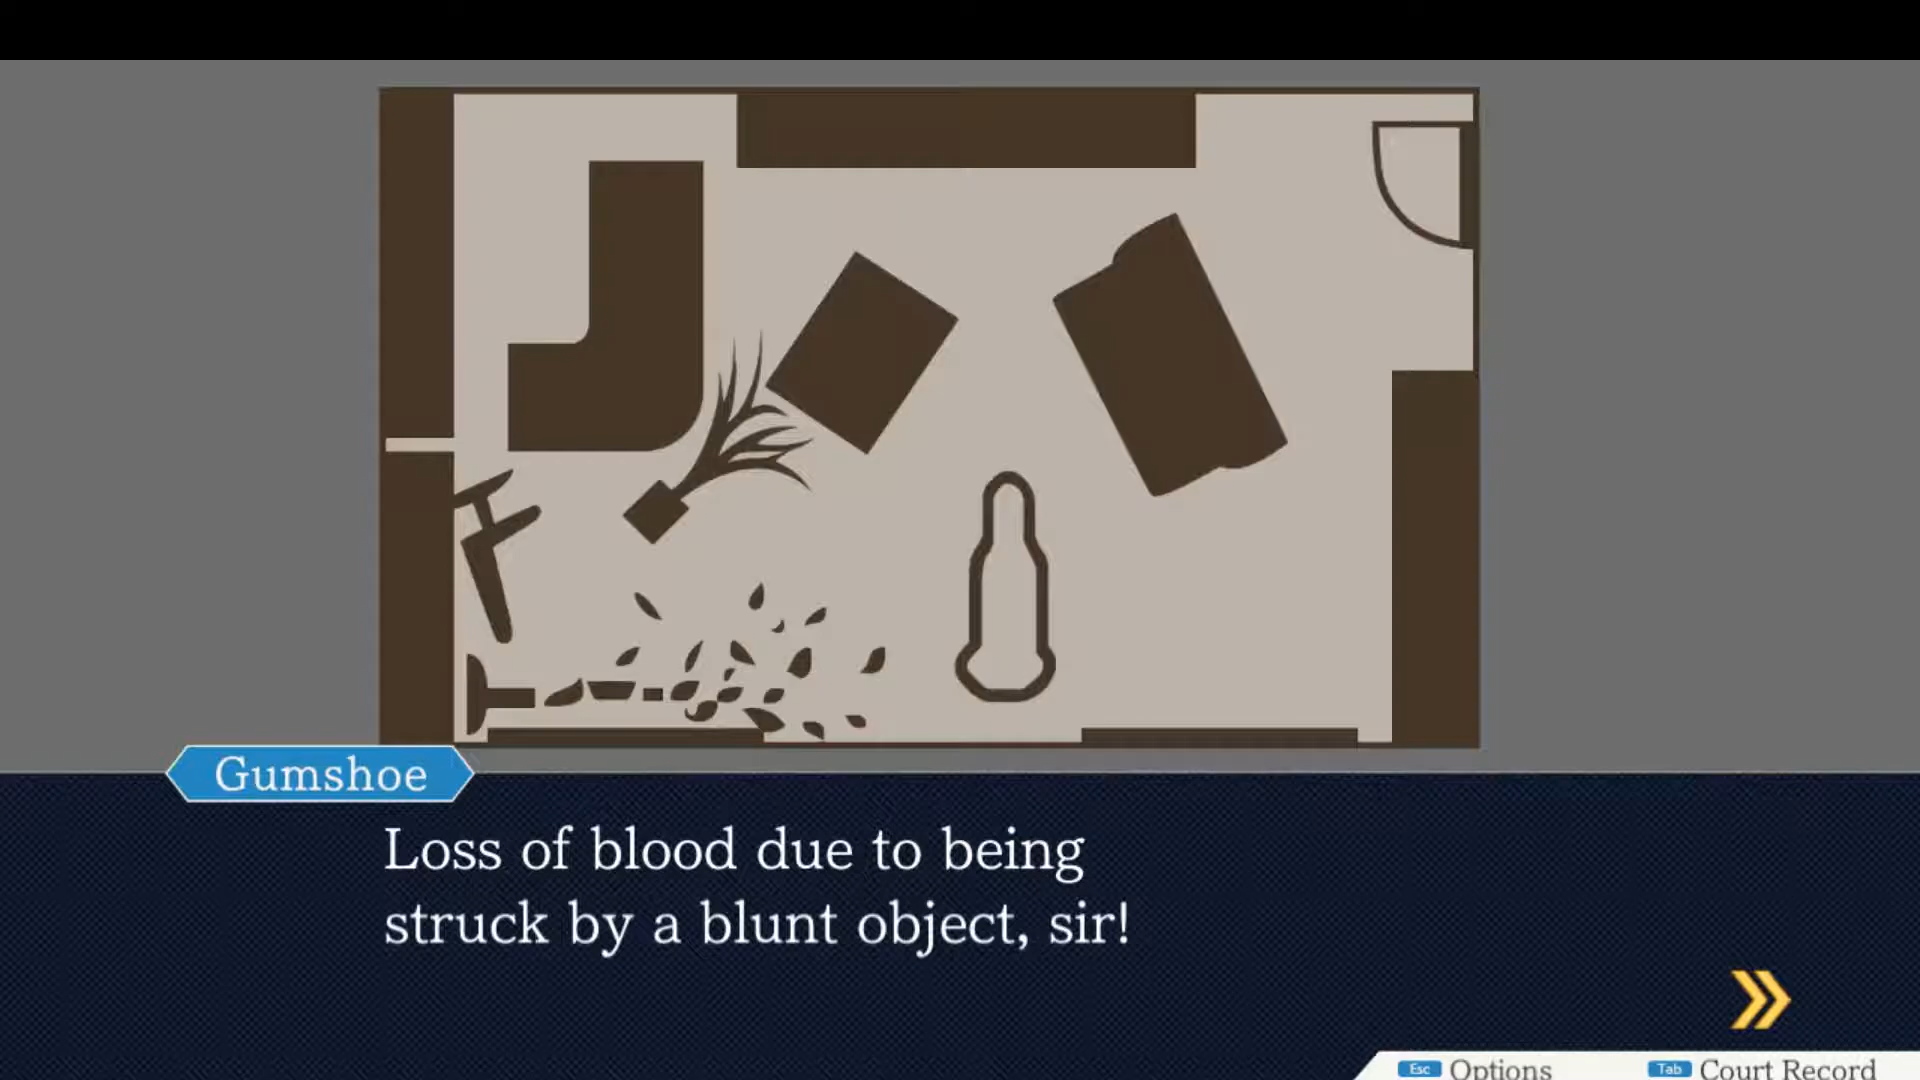 Gumshoe
Loss of blood due to being
struck by a blunt object, sir!
Esc Options Tab Court Record